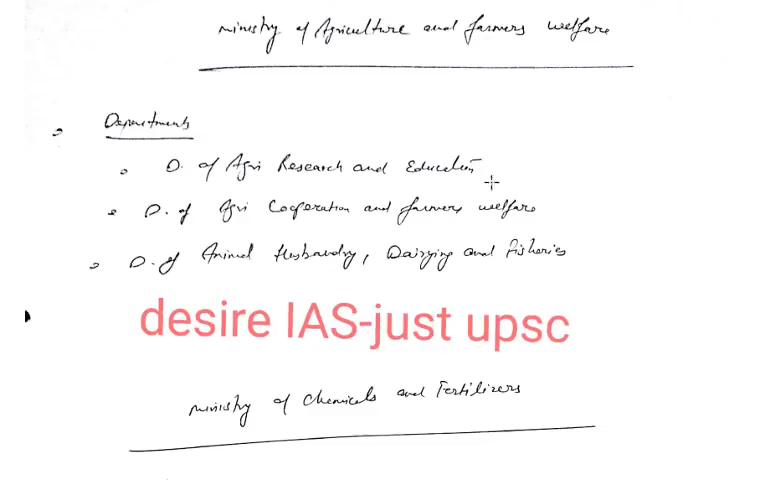 ministry of Agriculture and farmers welfare
Departments
D. of Agri Research and Education
D. of Agri Cooperation and farmers welfare
D. of Animal Husbandry, Dairying and Fisheries
desire IAS-just upsc
ministry of Chemicals and Fertilizers